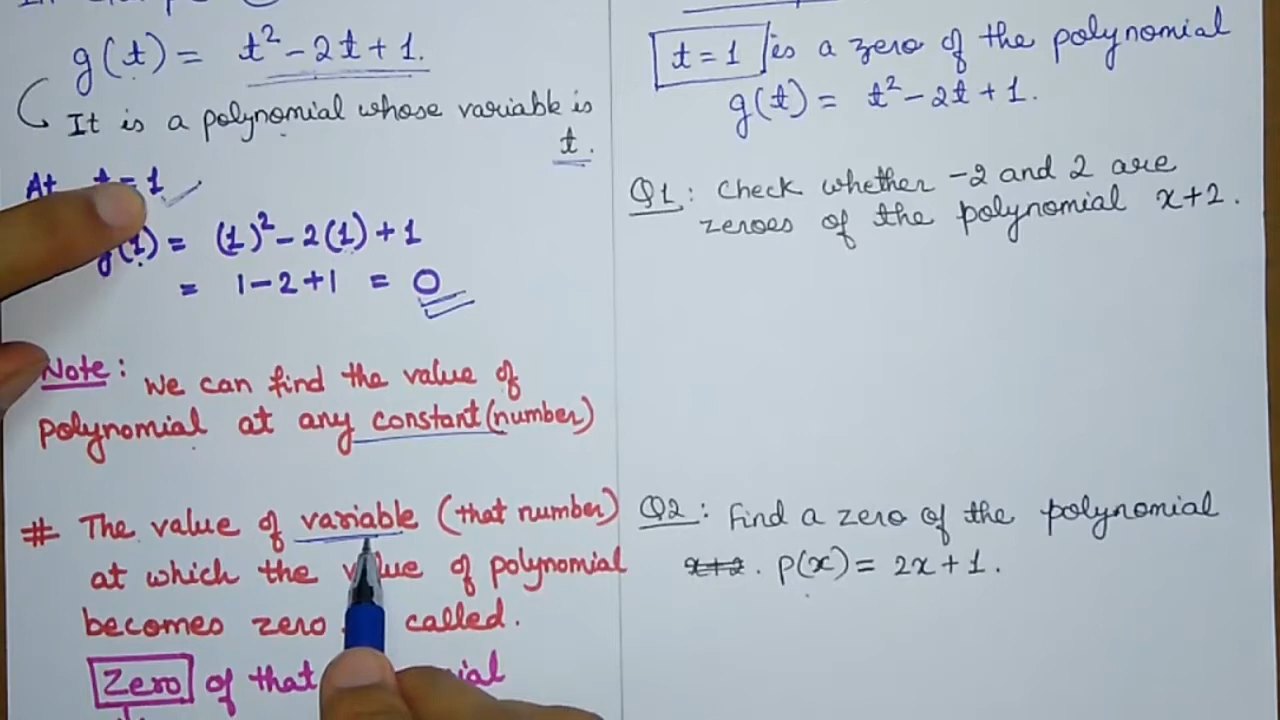 g(t) = t² - 2t + 1.
It is a polynomial whose variable is
t.
At t = 1
g(1) = (1)² - 2(1) + 1
= 1 - 2 + 1 = 0
Note: We can find the value of
polynomial at any constant (number)
# The value of variable (that number)
at which the value of polynomial
becomes zero called.
Zero of that
t = 1 is a zero of the polynomial
g(t) = t² - 2t + 1.
Q1: Check whether -2 and 2 are
zeroes of the polynomial x+2.
Q2: Find a zero of the polynomial
x+2. p(x) = 2x + 1.